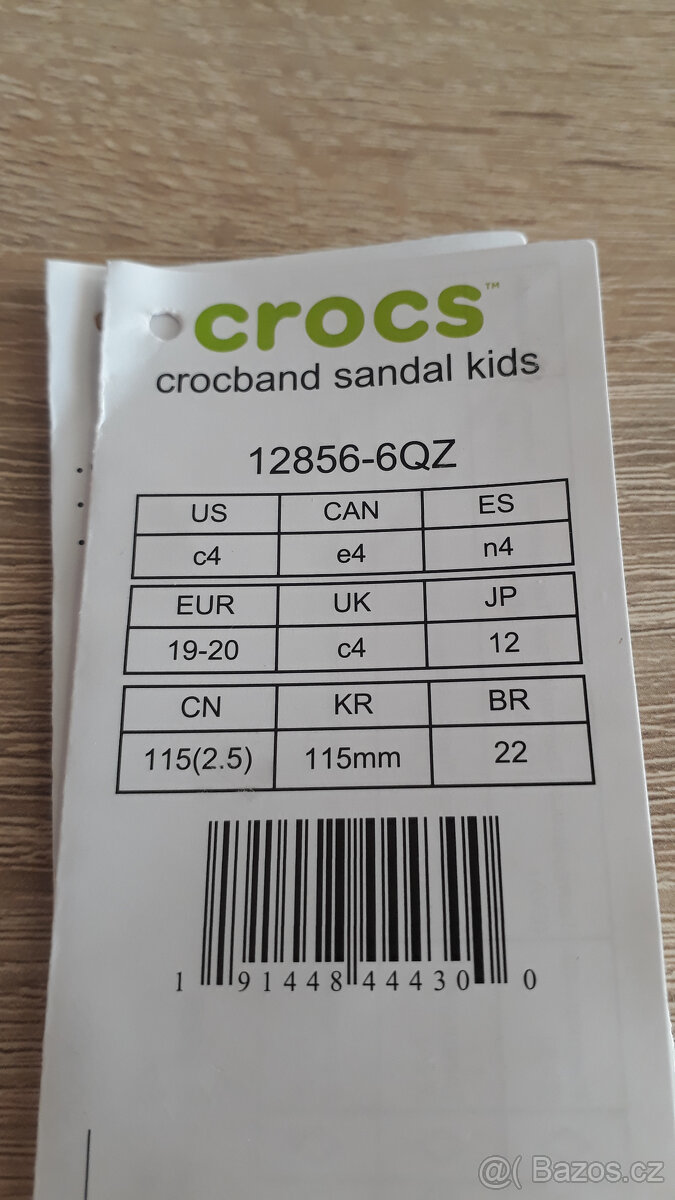 crocs™
crocband sandal kids
12856-6QZ
US CAN ES
c4 e4 n4
EUR UK JP
19-20 c4 12
CN KR BR
115(2.5) 115mm 22
1 91448 44430 0
@( Bazos.cz